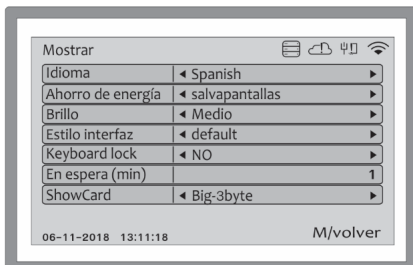 Mostrar
Idioma ◂ Spanish ▸
Ahorro de energía ◂ salvapantallas ▸
Brillo ◂ Medio ▸
Estilo interfaz ◂ default ▸
Keyboard lock ◂ NO ▸
En espera (min) 1
ShowCard ◂ Big-3byte ▸
06-11-2018 13:11:18 M/volver